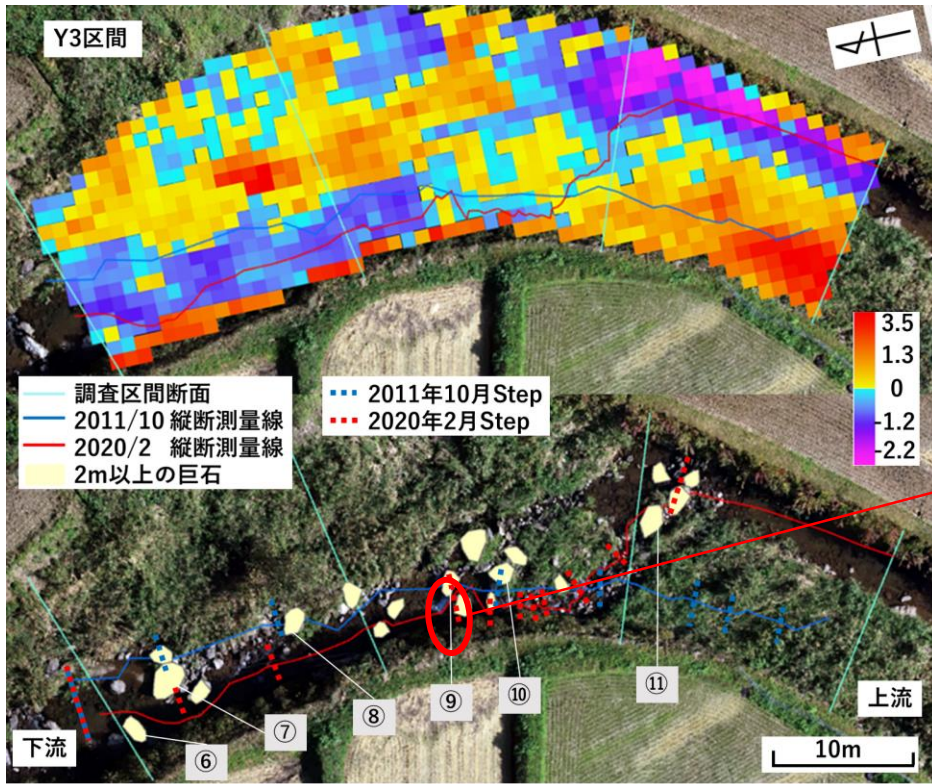 Y3区間
3.5
1.3
0
-1.2
-2.2
調査区間断面
2011/10 縦断測量線
2020/2 縦断測量線
2m以上の巨石
2011年10月Step
2020年2月Step
⑥
⑦
⑧
⑨
⑩
⑪
下流
上流
10m